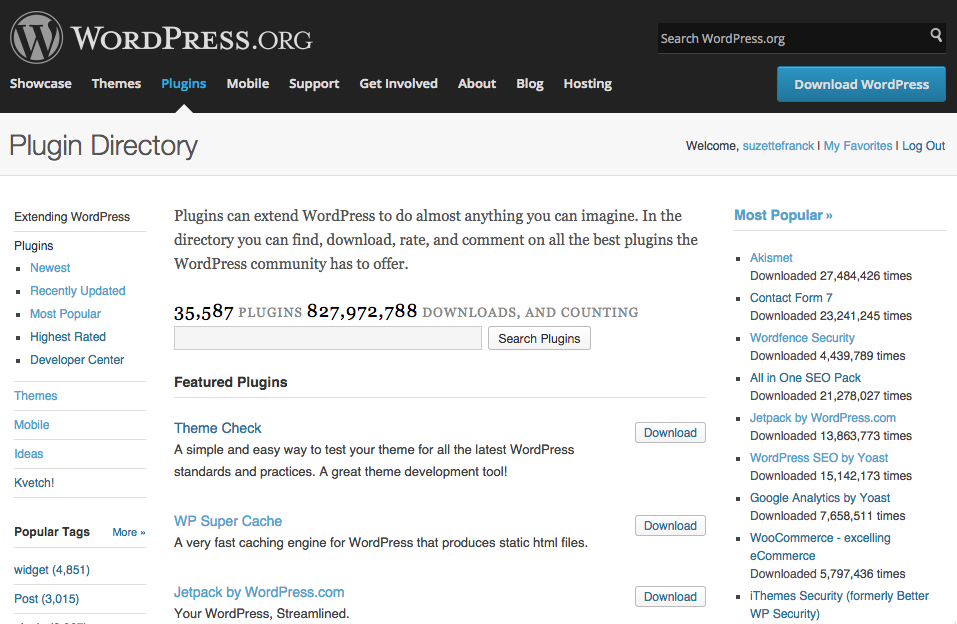 WORDPRESS.ORG
Search WordPress.org
Showcase Themes Plugins Mobile Support Get Involved About Blog Hosting
Download WordPress
Plugin Directory
Welcome, suzettefranck | My Favorites | Log Out
Extending WordPress
Plugins
Newest
Recently Updated
Most Popular
Highest Rated
Developer Center
Themes
Mobile
Ideas
Kvetch!
Popular Tags More »
widget (4,851)
Post (3,015)
Plugins can extend WordPress to do almost anything you can imagine. In the
directory you can find, download, rate, and comment on all the best plugins the
WordPress community has to offer.
35,587 PLUGINS 827,972,788 DOWNLOADS, AND COUNTING
Search Plugins
Featured Plugins
Theme Check
Download
A simple and easy way to test your theme for all the latest WordPress
standards and practices. A great theme development tool!
WP Super Cache
Download
A very fast caching engine for WordPress that produces static html files.
Jetpack by WordPress.com
Download
Your WordPress, Streamlined.
Most Popular »
Akismet
Downloaded 27,484,426 times
Contact Form 7
Downloaded 23,241,245 times
Wordfence Security
Downloaded 4,439,789 times
All in One SEO Pack
Downloaded 21,278,027 times
Jetpack by WordPress.com
Downloaded 13,863,773 times
WordPress SEO by Yoast
Downloaded 15,142,173 times
Google Analytics by Yoast
Downloaded 7,658,511 times
WooCommerce - excelling
eCommerce
Downloaded 5,797,436 times
iThemes Security (formerly Better
WP Security)